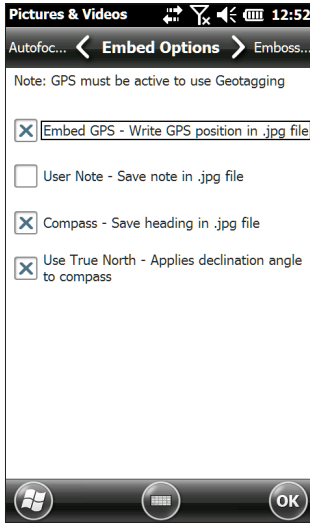 Pictures & Videos 12:52
Autofoc... Embed Options Emboss...
Note: GPS must be active to use Geotagging
Embed GPS - Write GPS position in .jpg file
User Note - Save note in .jpg file
Compass - Save heading in .jpg file
Use True North - Applies declination angle
to compass
OK